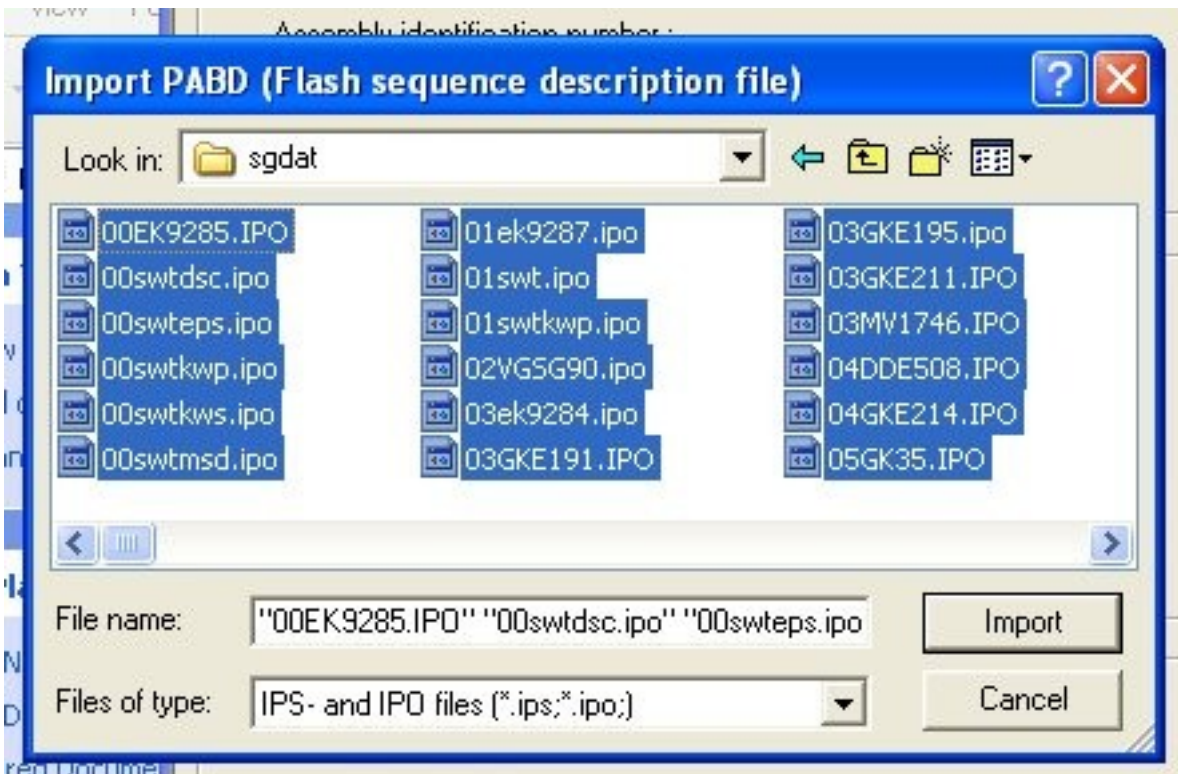 Assembly identification number :
Import PABD (Flash sequence description file)
Look in: sgdat
00EK9285.IPO 01ek9287.ipo 03GKE195.ipo
00swtdsc.ipo 01swt.ipo 03GKE211.IPO
00swteps.ipo 01swtkwp.ipo 03MV1746.IPO
00swtkwp.ipo 02VGSG90.ipo 04DDE508.IPO
00swtkws.ipo 03ek9284.ipo 04GKE214.IPO
00swtmsd.ipo 03GKE191.IPO 05GK35.IPO
File name: "00EK9285.IPO" "00swtdsc.ipo" "00swteps.ipo
Import
Files of type: IPS- and IPO files (*.ips;*.ipo;)
Cancel